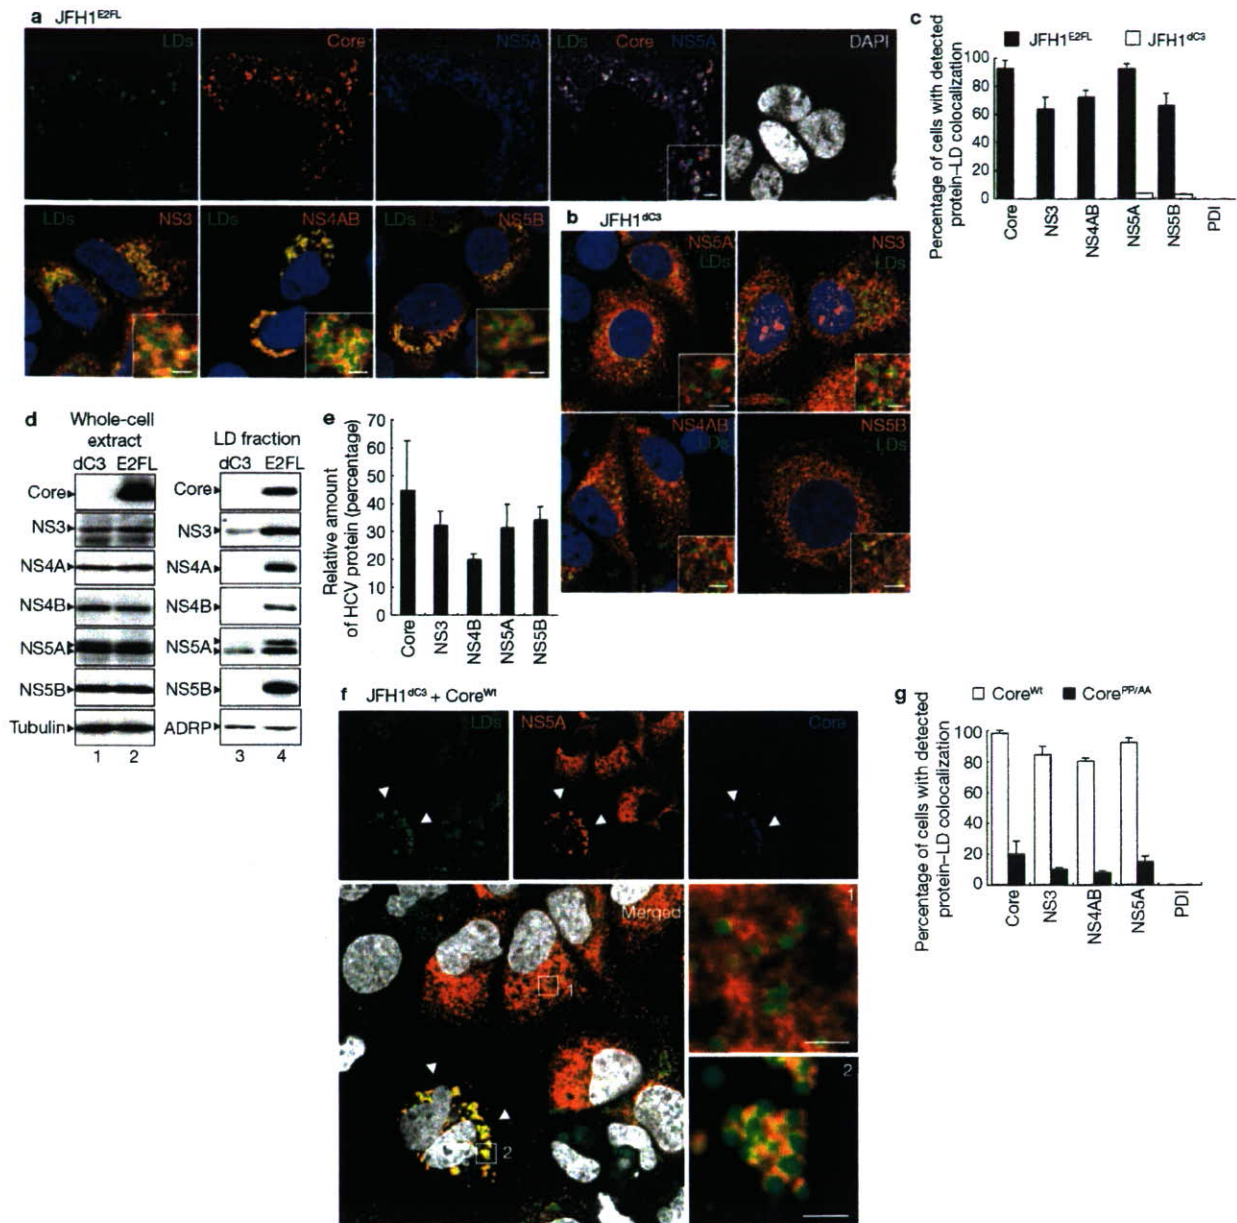 a JFH1E2FL
LDs
Core
NS5A
LDs Core NS5A
DAPI
LDs NS3
LDs NS4AB
LDs NS5B
b JFH1dC3
NS5A
LDs
NS3
LDs
NS4AB
LDs
NS5B
LDs
c
JFH1E2FL JFH1dC3
Percentage of cells with detected
protein–LD colocalization
100
80
60
40
20
0
Core
NS3
NS4AB
NS5A
NS5B
PDI
d Whole-cell
extract
dC3 E2FL
Core
NS3
NS4A
NS4B
NS5A
NS5B
Tubulin
1 2
LD fraction
dC3 E2FL
Core
NS3
NS4A
NS4B
NS5A
NS5B
ADRP
3 4
e
Relative amount
of HCV protein (percentage)
70
60
50
40
30
20
10
0
Core
NS3
NS4B
NS5A
NS5B
f JFH1dC3 + CoreWt
LDs
NS5A
Core
Merged
1
2
1
2
g
CoreWt CorePP/AA
Percentage of cells with detected
protein–LD colocalization
100
80
60
40
20
0
Core
NS3
NS4AB
NS5A
PDI